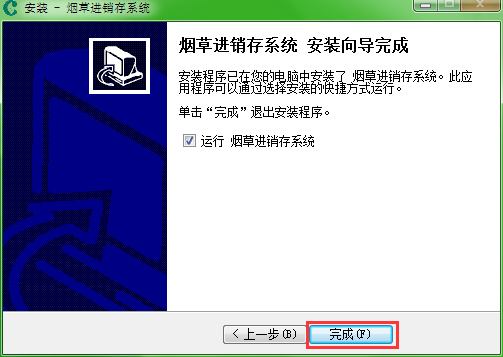 安装 - 烟草进销存系统
烟草进销存系统 安装向导完成
安装程序已在您的电脑中安装了 烟草进销存系统。此应
用程序可以通过选择安装的快捷方式运行。
单击“完成”退出安装程序。
运行 烟草进销存系统
< 上一步(B)
完成(F)